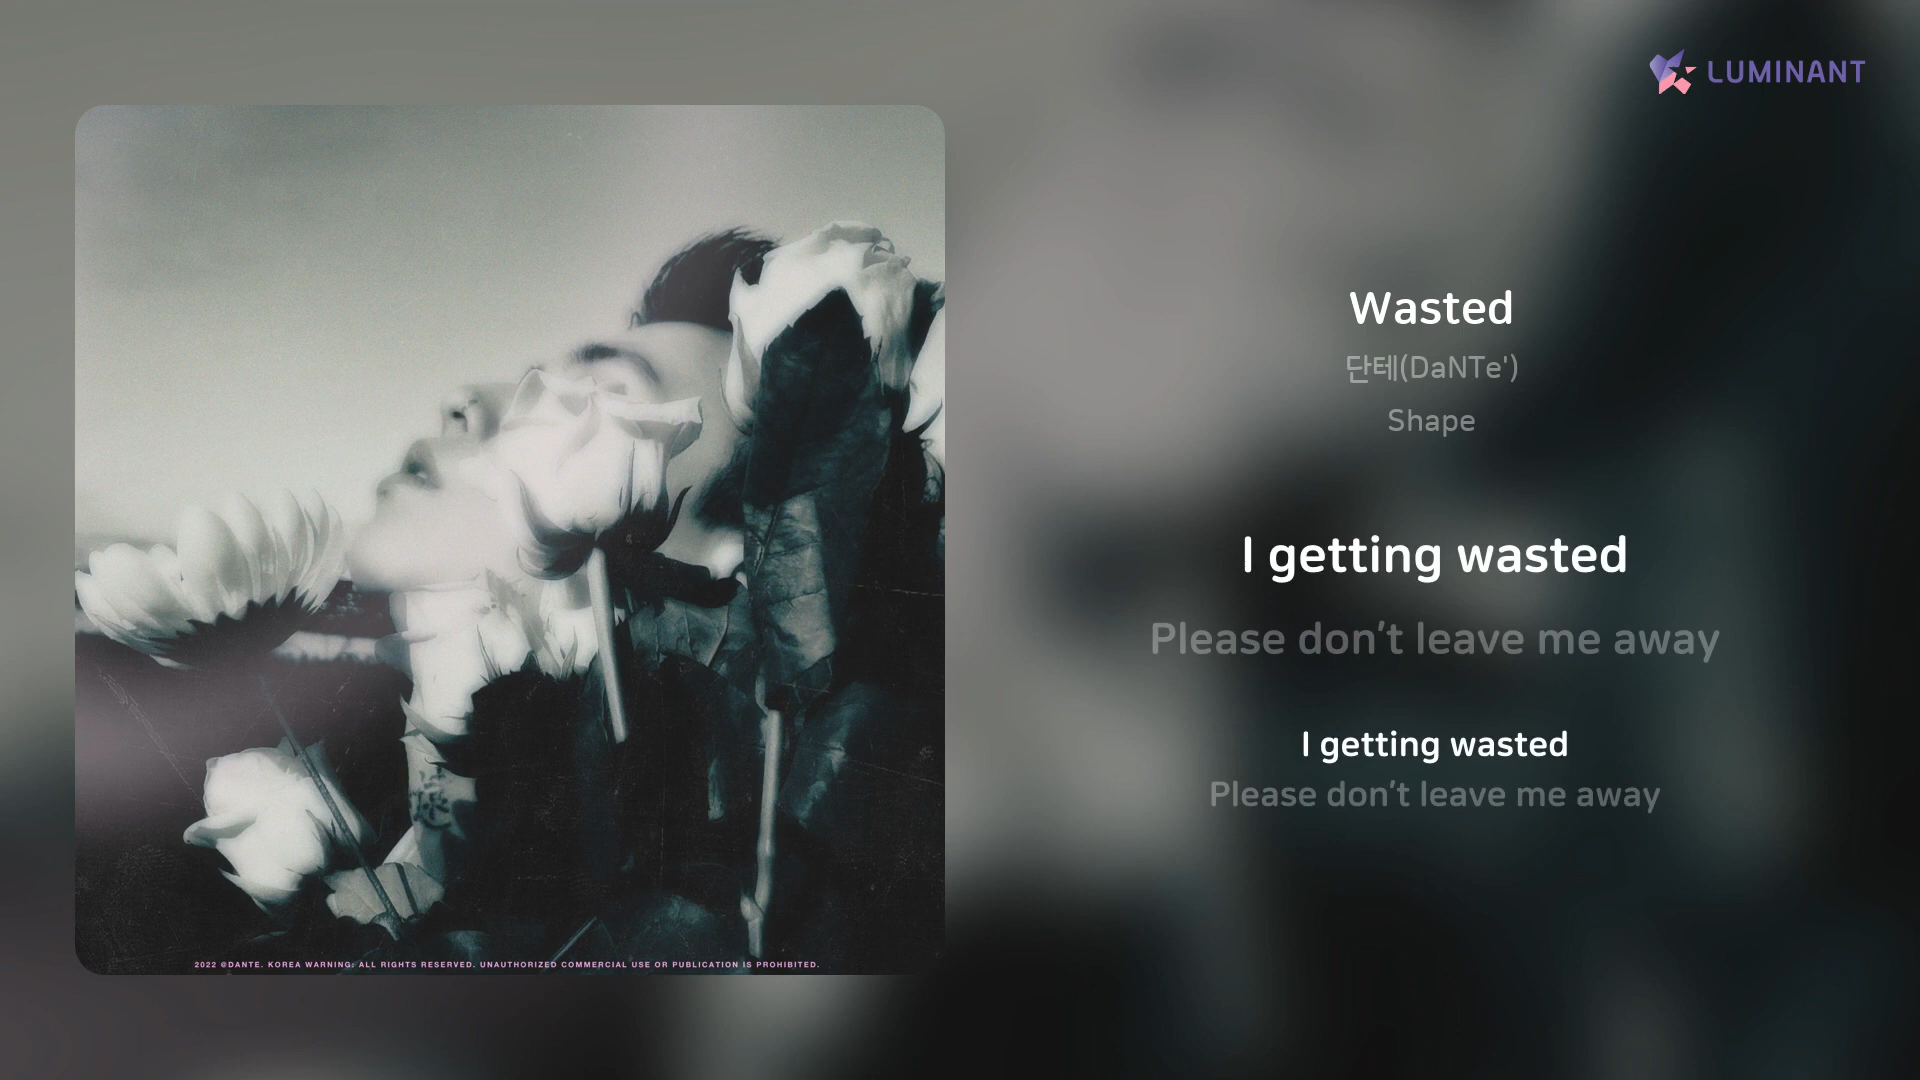 LUMINANT
Wasted
단테(DaNTe')
Shape
I getting wasted
Please don't leave me away
I getting wasted
Please don't leave me away
2022 @DANTE. KOREA WARNING: ALL RIGHTS RESERVED. UNAUTHORIZED COMMERCIAL USE OR PUBLICATION IS PROHIBITED.